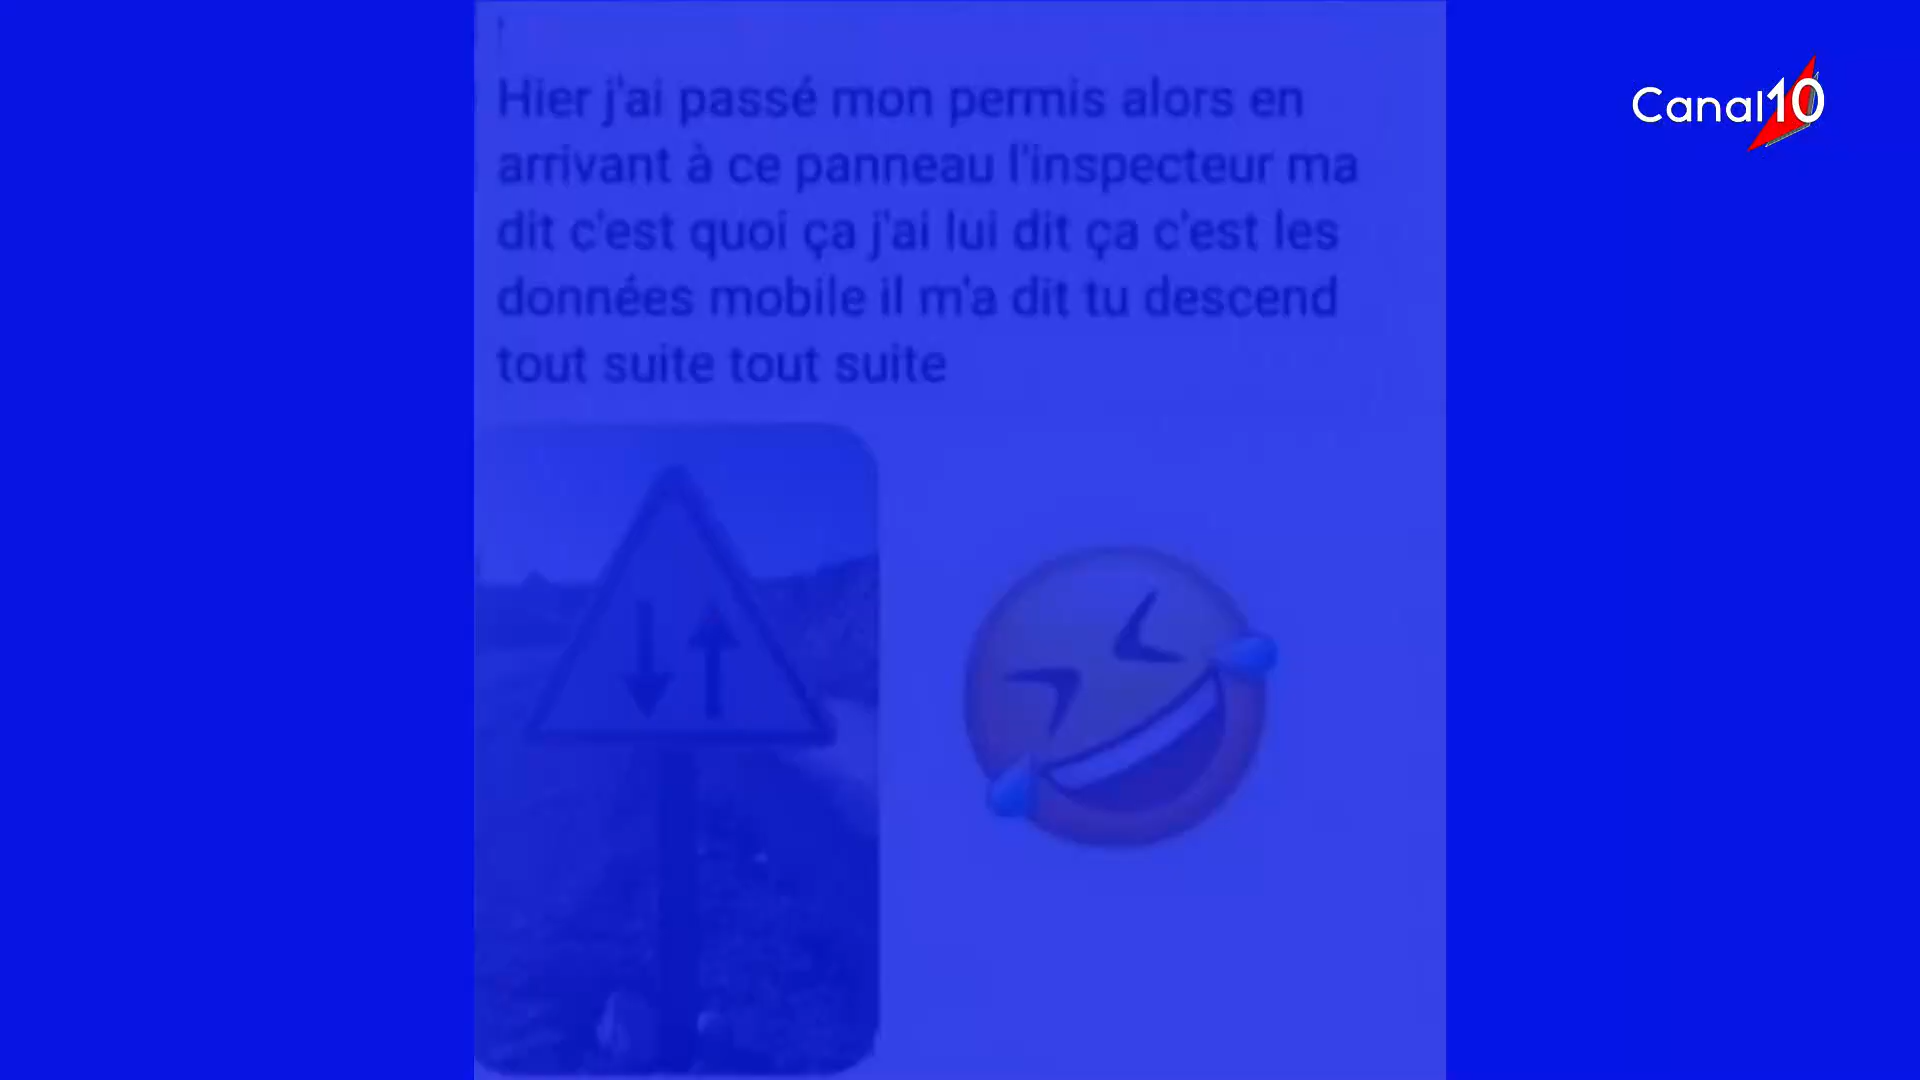 Canal10
Hier j'ai passé mon permis alors en
arrivant à ce panneau l'inspecteur ma
dit c'est quoi ça j'ai lui dit ça c'est les
données mobile il m'a dit tu descend
tout suite tout suite